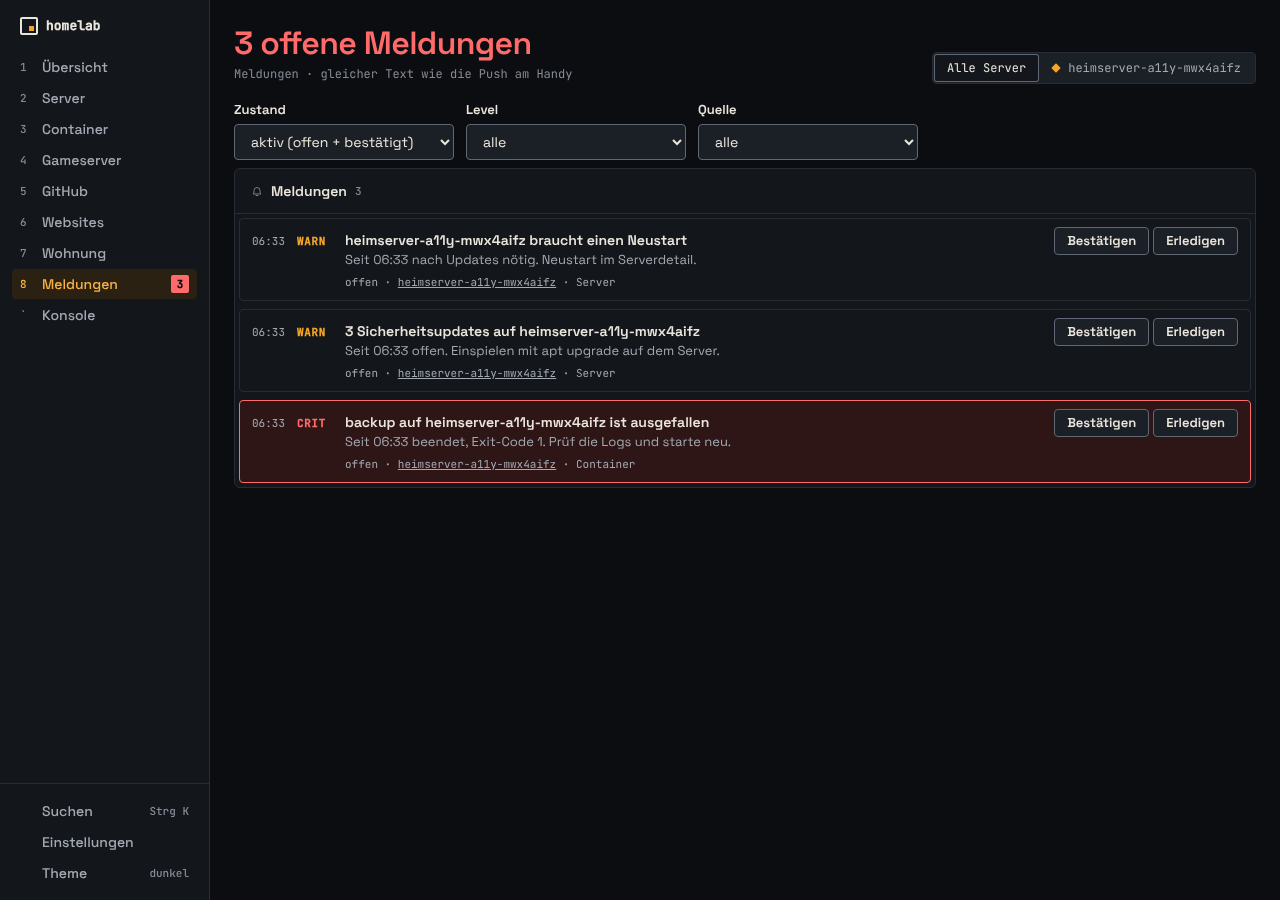 homelab
1 Übersicht
2 Server
3 Container
4 Gameserver
5 GitHub
6 Websites
7 Wohnung
8 Meldungen 3
` Konsole
Suchen Strg K
Einstellungen
Theme dunkel
3 offene Meldungen
Meldungen · gleicher Text wie die Push am Handy
Alle Server ◆ heimserver-a11y-mwx4aifz
Zustand Level Quelle
aktiv (offen + bestätigt) alle alle
Meldungen 3
06:33 WARN heimserver-a11y-mwx4aifz braucht einen Neustart Bestätigen Erledigen
Seit 06:33 nach Updates nötig. Neustart im Serverdetail.
offen · heimserver-a11y-mwx4aifz · Server
06:33 WARN 3 Sicherheitsupdates auf heimserver-a11y-mwx4aifz Bestätigen Erledigen
Seit 06:33 offen. Einspielen mit apt upgrade auf dem Server.
offen · heimserver-a11y-mwx4aifz · Server
06:33 CRIT backup auf heimserver-a11y-mwx4aifz ist ausgefallen Bestätigen Erledigen
Seit 06:33 beendet, Exit-Code 1. Prüf die Logs und starte neu.
offen · heimserver-a11y-mwx4aifz · Container